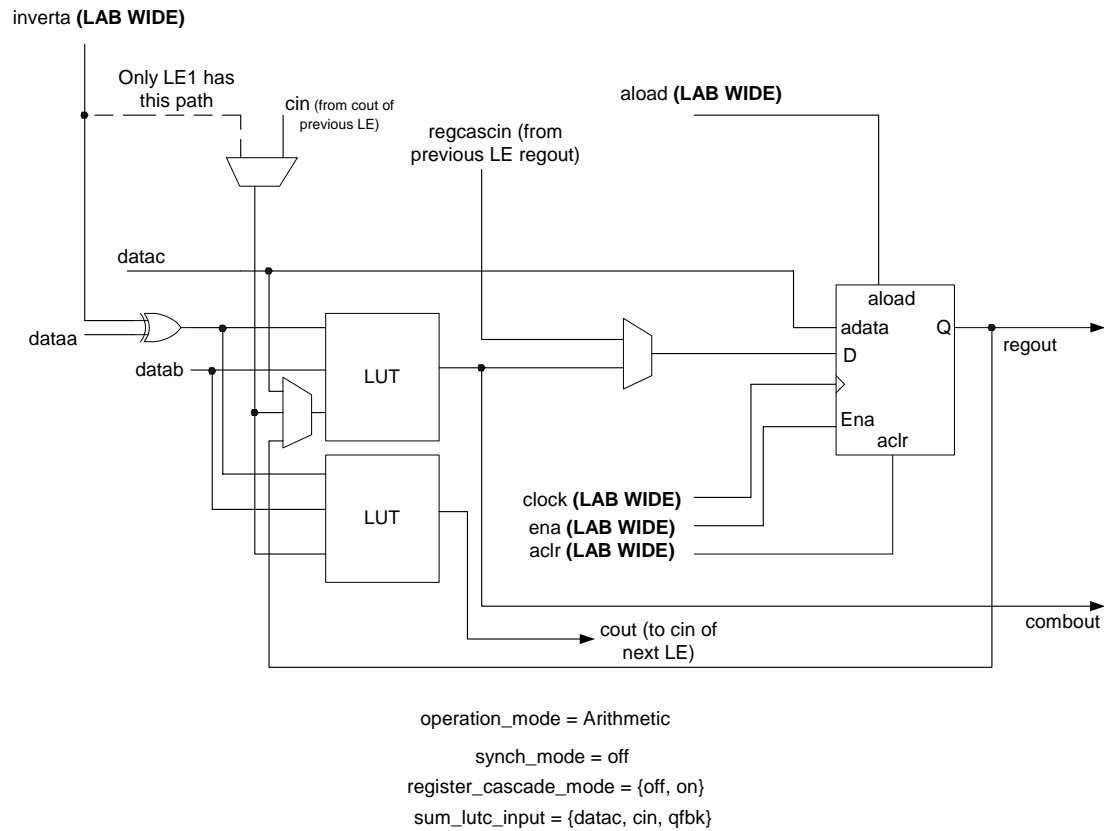 inverta (LAB WIDE)
Only LE1 has
this path
cin (from cout of
previous LE)
aload (LAB WIDE)
regcascin (from
previous LE regout)
datac
aload
adata
Q
regout
dataa
D
datab
LUT
Ena
aclr
LUT
clock (LAB WIDE)
ena (LAB WIDE)
aclr (LAB WIDE)
combout
cout (to cin of
next LE)
operation_mode = Arithmetic
synch_mode = off
register_cascade_mode = {off, on}
sum_lutc_input = {datac, cin, qfbk}